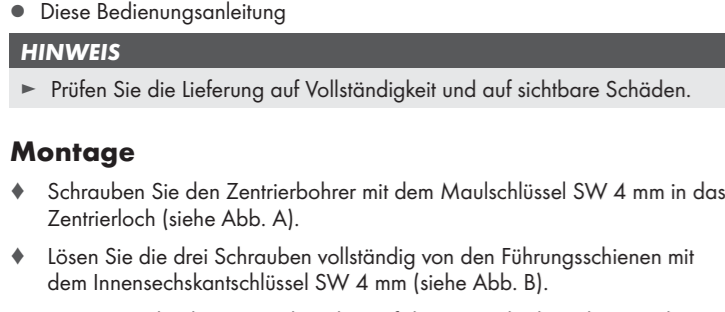 ● Diese Bedienungsanleitung
HINWEIS
► Prüfen Sie die Lieferung auf Vollständigkeit und auf sichtbare Schäden.
Montage
♦ Schrauben Sie den Zentrierbohrer mit dem Maulschlüssel SW 4 mm in das
Zentrierloch (siehe Abb. A).
♦ Lösen Sie die drei Schrauben vollständig von den Führungsschienen mit
dem Innensechskantschlüssel SW 4 mm (siehe Abb. B).